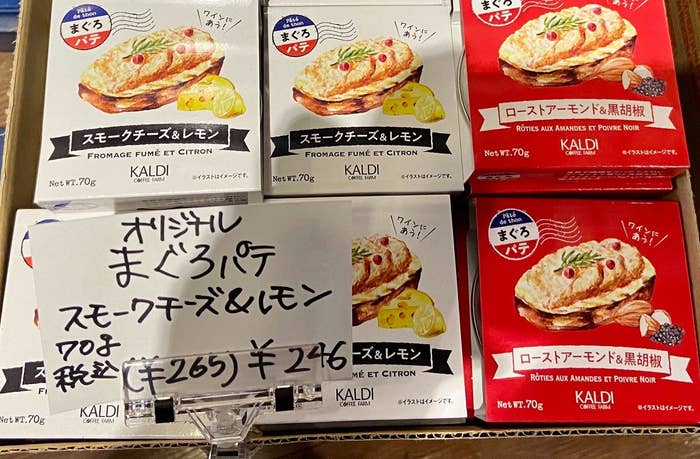 Pâté
de thon
まぐろ
パテ
ワインに
あう!
スモークチーズ&レモン
FROMAGE FUMÉ ET CITRON
NET WT. 70g
KALDI
COFFEE FARM
※イラストはイメージです。
Pâté
de thon
まぐろ
パテ
ワインに
あう!
スモークチーズ&レモン
FROMAGE FUMÉ ET CITRON
NET WT. 70g
KALDI
COFFEE FARM
※イラストはイメージです。
まぐろ
パテ
ワインに
あう!
ローストアーモンド&黒胡椒
RÔTIES AUX AMANDES ET POIVRE NOIR
NET WT. 70g
KALDI
COFFEE FARM
※イラストはイメージです。
オリジナル
まぐろパテ
スモークチーズ&レモン
70g
税込(¥265) ¥246
NET WT. 70g
KALDI
COFFEE FARM
ワインに
あう!
ーズ&レモン
É ET CITRON
KALDI
COFFEE FARM
※イラストはイメージです。
Pâté
de thon
まぐろ
パテ
ワインに
あう!
ローストアーモンド&黒胡椒
RÔTIES AUX AMANDES ET POIVRE NOIR
NET WT. 70g
KALDI
COFFEE FARM
※イラストはイメージです。